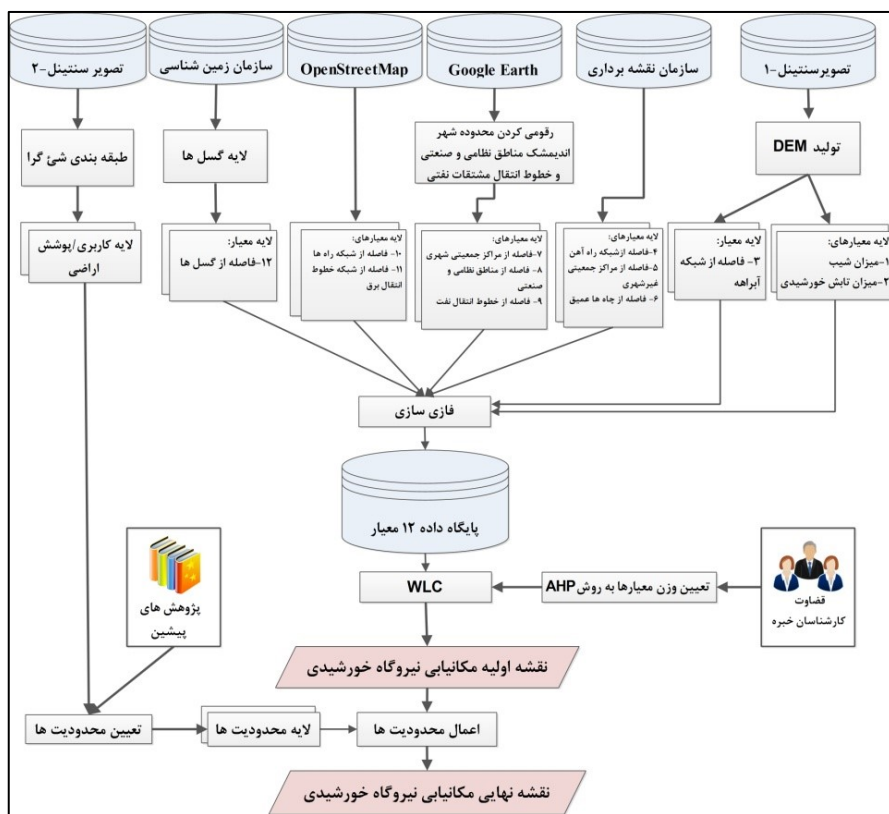 تصویرسنتینل-۱
سازمان نقشه برداری
Google Earth
OpenStreetMap
سازمان زمین شناسی
تصویر سنتینل-۲
تولید DEM
رقومی کردن محدوده شهر
اندیمشک مناطق نظامی و صنعتی
و خطوط انتقال مشتقات نفتی
لایه گسل ها
طبقه بندی شئ گرا
لایه معیارهای:
۱-میزان شیب
۲-میزان تابش خورشیدی
لایه معیار:
۳- فاصله از شبکه
آبراهه
لایه معیارهای:
۴-فاصله ازشبکه راه آهن
۵-فاصله از مراکز جمعیتی
غیرشهری
۶- فاصله از چاه ها عمیق
لایه معیارهای:
۷-فاصله از مراکز جمعیتی شهری
۸- فاصله از مناطق نظامی و
صنعتی
۹- فاصله از خطوط انتقال نفت
لایه معیارهای:
۱۰- فاصله از شبکه راه ها
۱۱- فاصله از شبکه خطوط
انتقال برق
لایه معیار:
۱۲-فاصله از گسل ها
لایه کاربری/پوشش
اراضی
فازی سازی
پایگاه داده ۱۲ معیار
قضاوت
کارشناسان خبره
تعیین وزن معیارها به روش AHP
WLC
پژوهش های
پیشین
نقشه اولیه مکانیابی نیروگاه خورشیدی
تعیین محدودیت ها
لایه محدودیت ها
اعمال محدودیت ها
نقشه نهایی مکانیابی نیروگاه خورشیدی